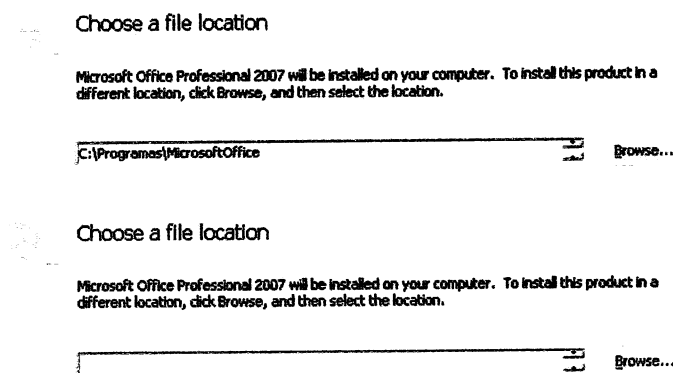 Choose a file location
Microsoft Office Professional 2007 will be installed on your computer. To install this product in a
different location, click Browse, and then select the location.
C:\Programas\MicrosoftOffice
Browse...
Choose a file location
Microsoft Office Professional 2007 will be installed on your computer. To install this product in a
different location, click Browse, and then select the location.
Browse...